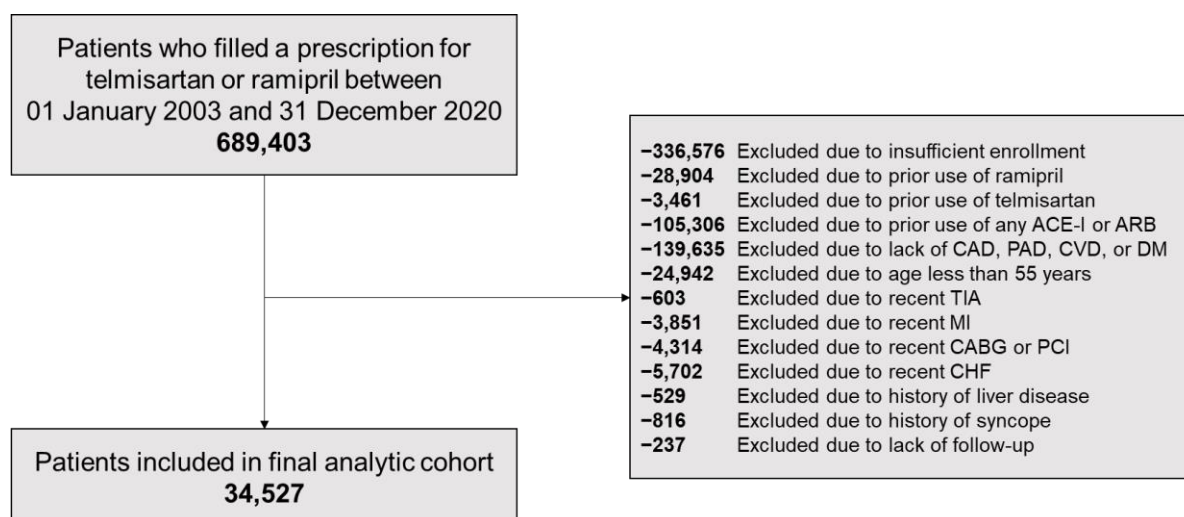 Patients who filled a prescription for
telmisartan or ramipril between
01 January 2003 and 31 December 2020
689,403
−336,576 Excluded due to insufficient enrollment
−28,904 Excluded due to prior use of ramipril
−3,461 Excluded due to prior use of telmisartan
−105,306 Excluded due to prior use of any ACE-I or ARB
−139,635 Excluded due to lack of CAD, PAD, CVD, or DM
−24,942 Excluded due to age less than 55 years
−603 Excluded due to recent TIA
−3,851 Excluded due to recent MI
−4,314 Excluded due to recent CABG or PCI
−5,702 Excluded due to recent CHF
−529 Excluded due to history of liver disease
−816 Excluded due to history of syncope
−237 Excluded due to lack of follow-up
Patients included in final analytic cohort
34,527